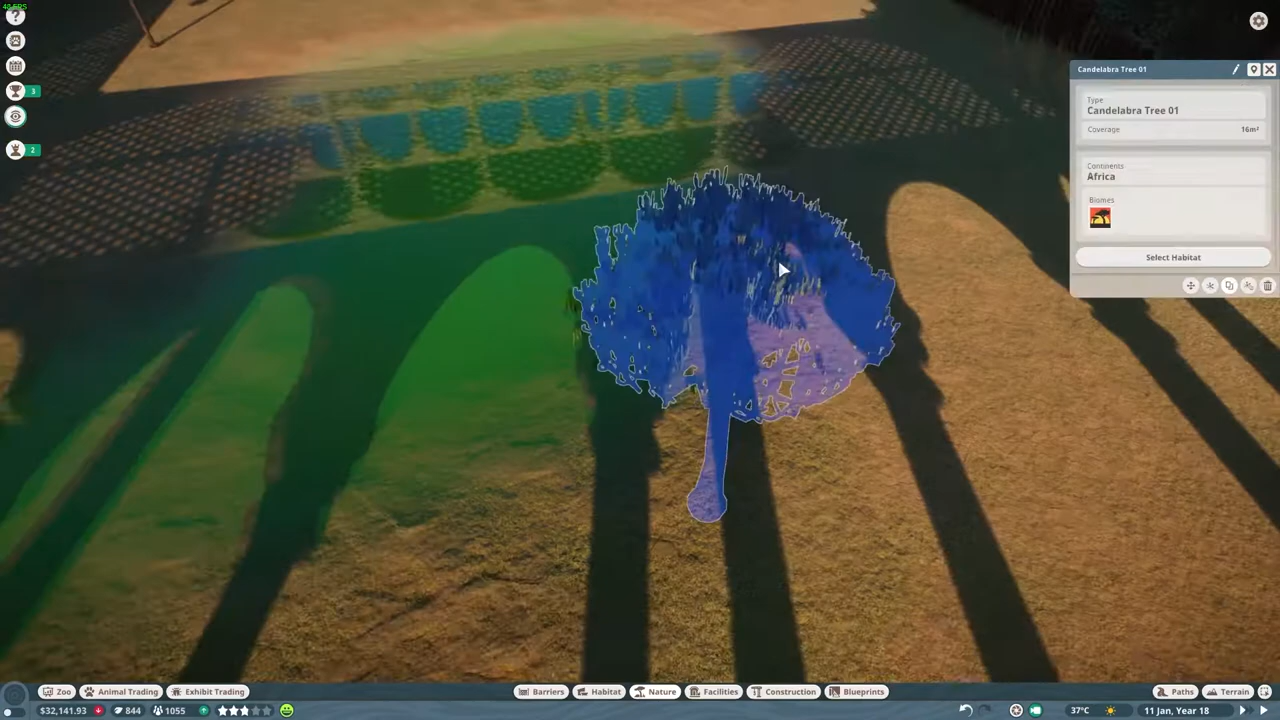 48 FPS
?
3
2
Candelabra Tree 01
Type
Candelabra Tree 01
Coverage 16m²
Continents
Africa
Biomes
Select Habitat
Zoo Animal Trading Exhibit Trading Barriers Habitat Nature Facilities Construction Blueprints Paths Terrain
$32,141.93 844 1055 37°C 11 Jan, Year 18